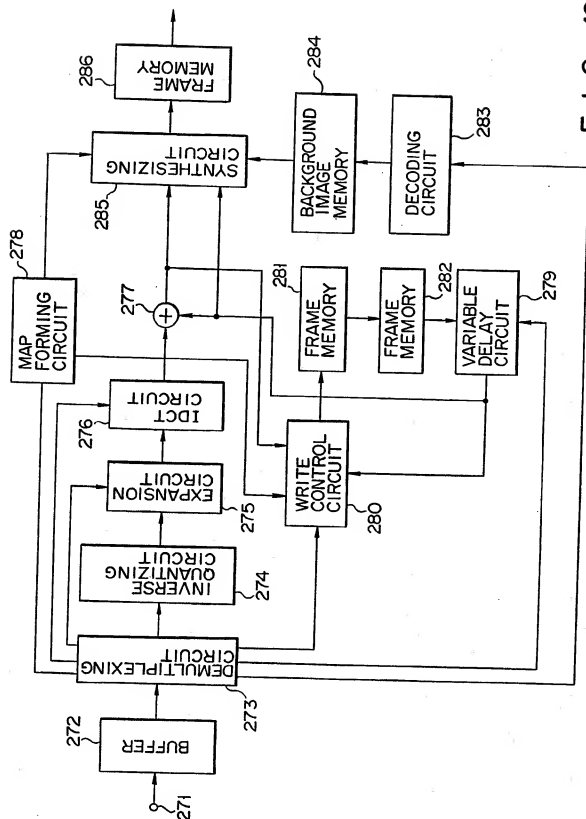 271
BUFFER
272
DEMULTIPLEXING
CIRCUIT
273
INVERSE
QUANTIZING
CIRCUIT
274
EXPANSION
CIRCUIT
275
IDCT
CIRCUIT
276
277
+
MAP
FORMING
CIRCUIT
278
SYNTHESIZING
CIRCUIT
285
FRAME
MEMORY
286
WRITE
CONTROL
CIRCUIT
280
FRAME MEMORY
281
FRAME
MEMORY
282
VARIABLE
DELAY
CIRCUIT
279
BACKGROUND
IMAGE
MEMORY
284
DECODING
CIRCUIT
283